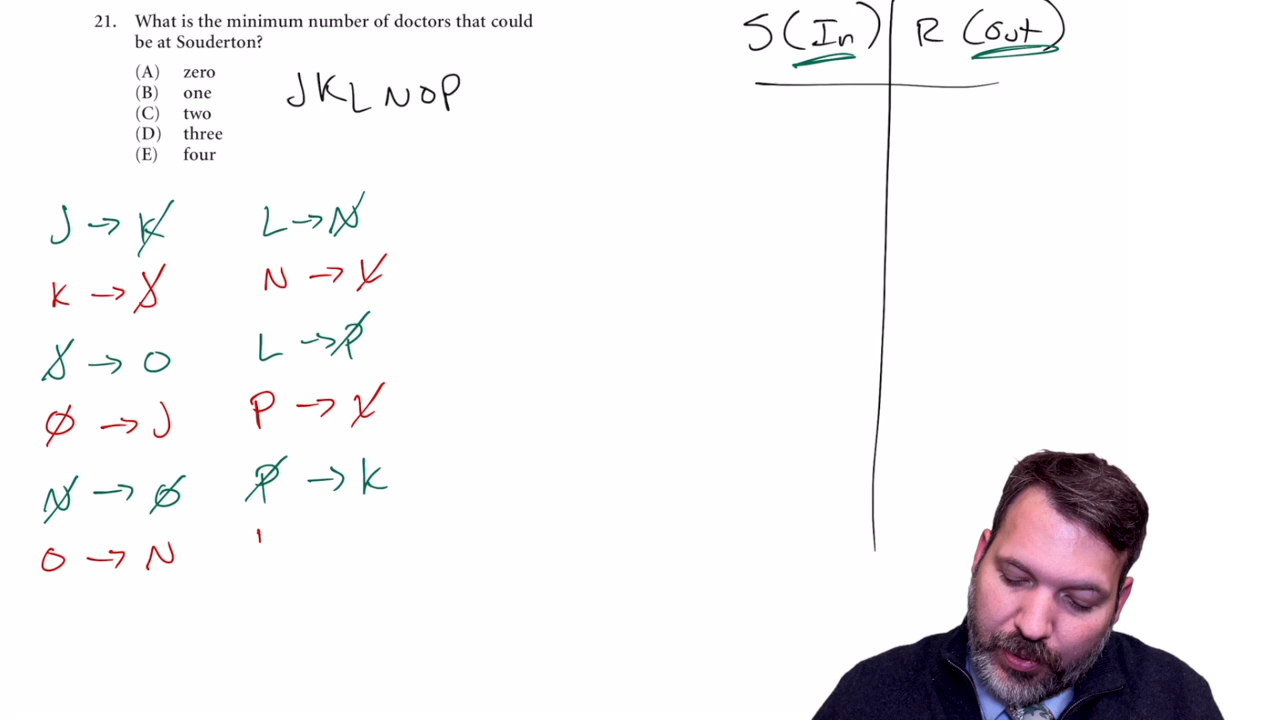 21. What is the minimum number of doctors that could
be at Souderton?
(A) zero
(B) one
(C) two
(D) three
(E) four
JKLNOP
S (In) R (Out)
J → K
K → J
J → O
O → J
N → O
O → N
L → N
N → L
L → P
P → L
P → K